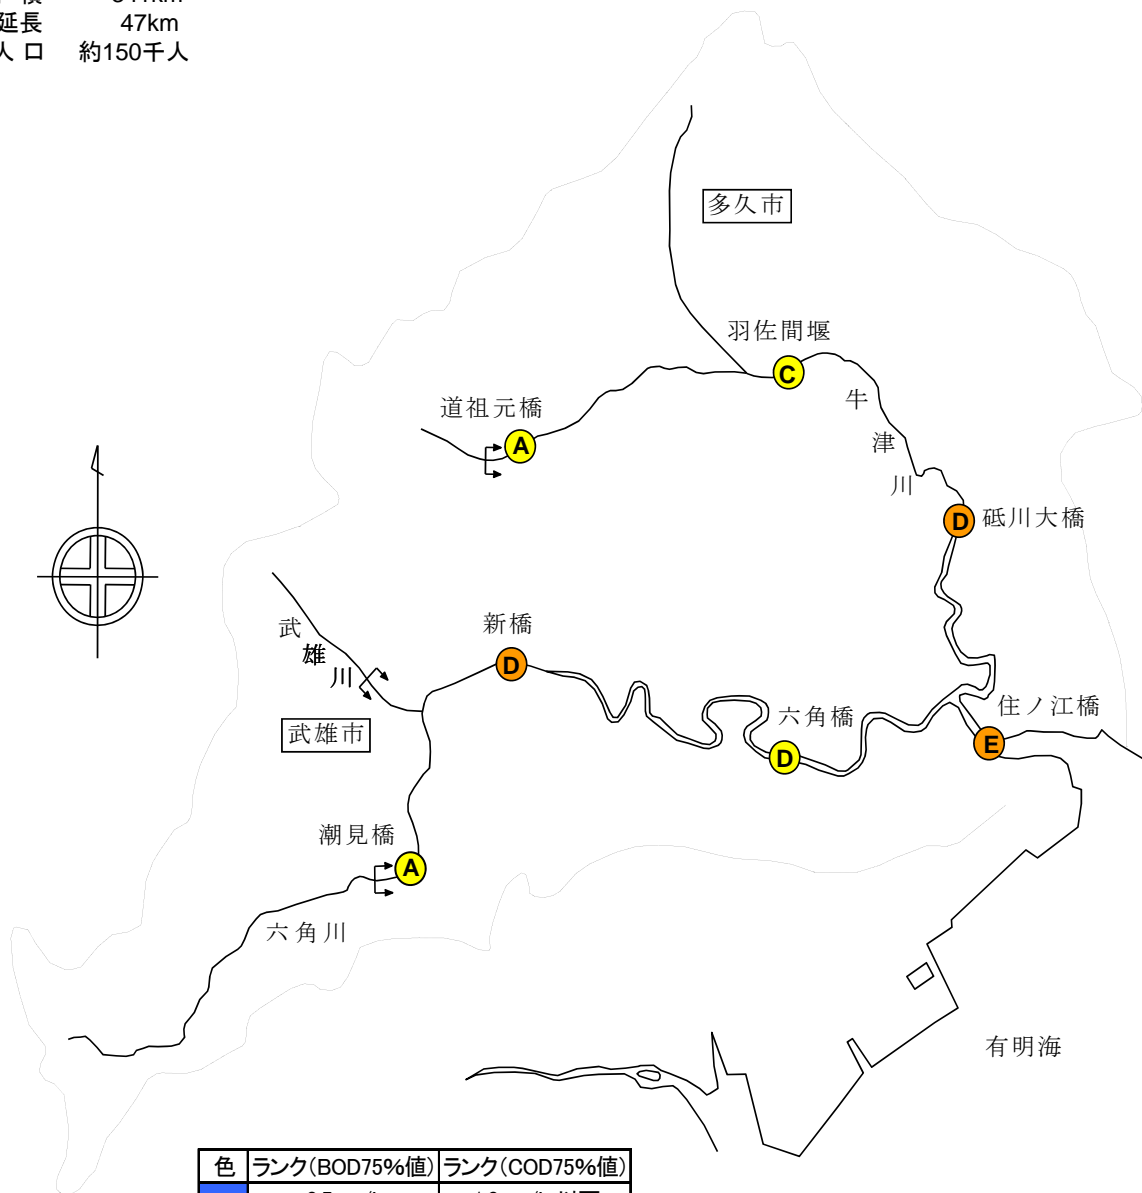 延長 47km
人口 約150千人
多久市
羽佐間堰
C
道祖元橋
A
牛津川
D
砥川大橋
武雄川
新橋
D
武雄市
六角橋
D
住ノ江橋
E
潮見橋
A
六角川
有明海
色 ランク(BOD75%値) ランク(COD75%値)